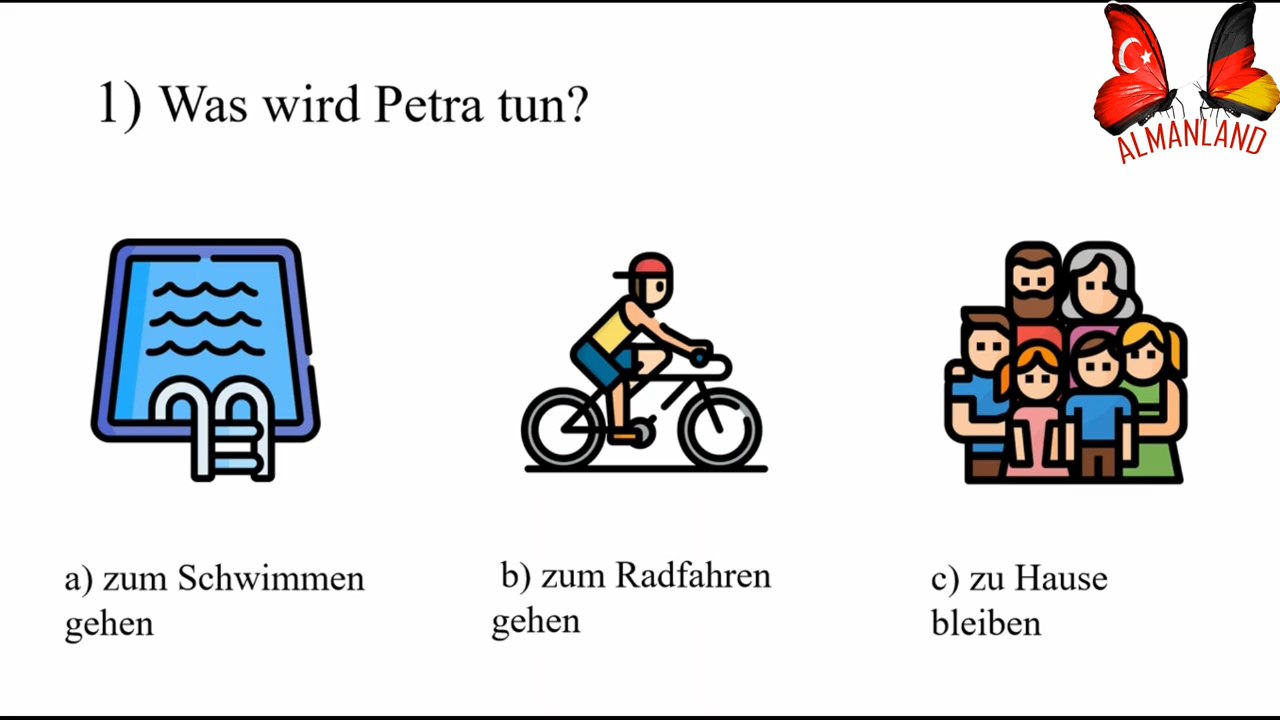 ALMANLAND
1) Was wird Petra tun?
a) zum Schwimmen
gehen
b) zum Radfahren
gehen
c) zu Hause
bleiben